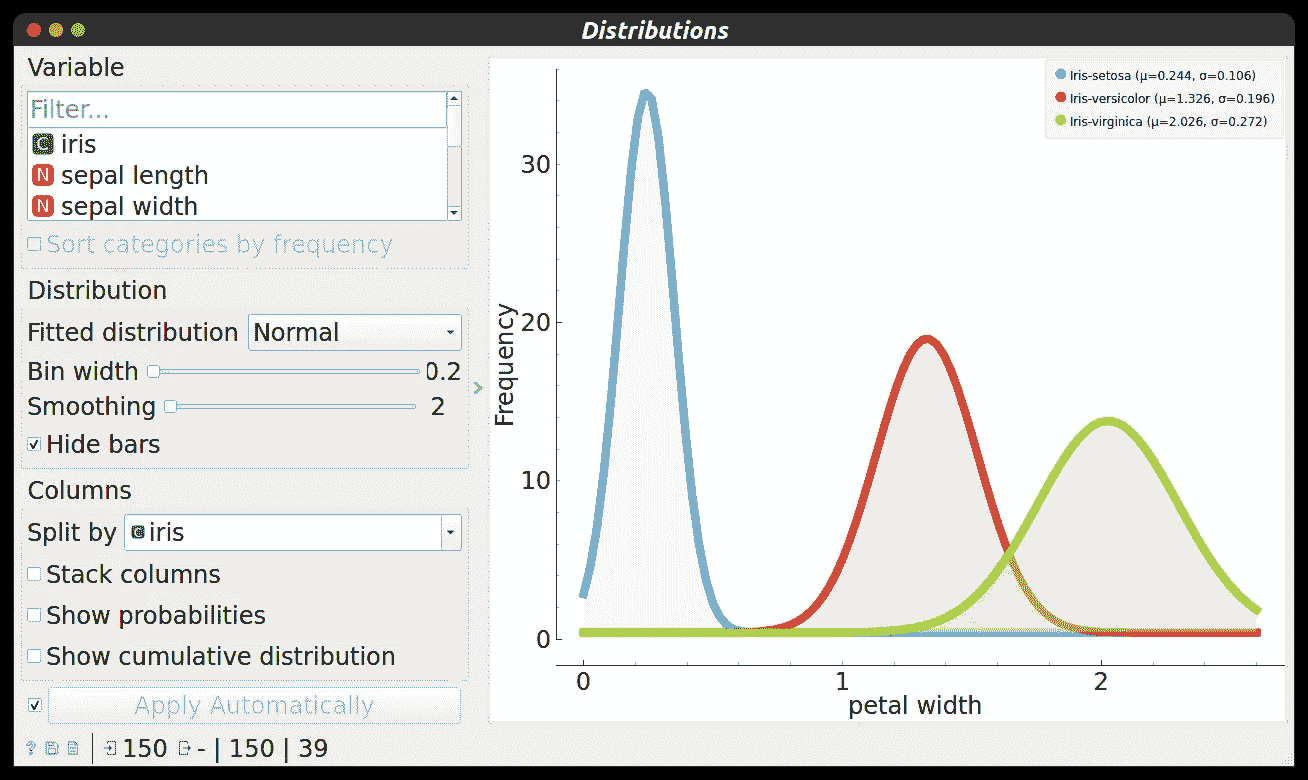 Distributions
Variable
Filter...
C iris
N sepal length
N sepal width
Sort categories by frequency
Distribution
Fitted distribution Normal
Bin width 0.2
Smoothing 2
Hide bars
Columns
Split by C iris
Stack columns
Show probabilities
Show cumulative distribution
Apply Automatically
? 150 - | 150 | 39
Iris-setosa (μ=0.244, σ=0.106)
Iris-versicolor (μ=1.326, σ=0.196)
Iris-virginica (μ=2.026, σ=0.272)
Frequency
30
20
10
0
0 1 2
petal width